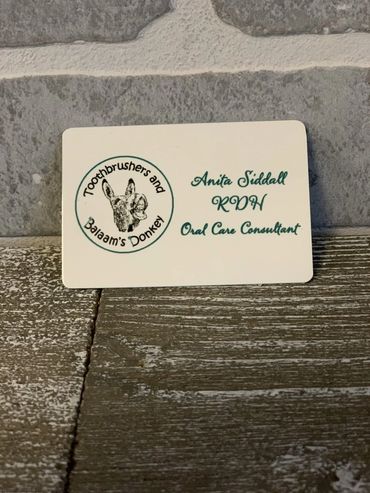 Toothbrushers and
Balaam's Donkey
Anita Siddall
RDH
Oral Care Consultant